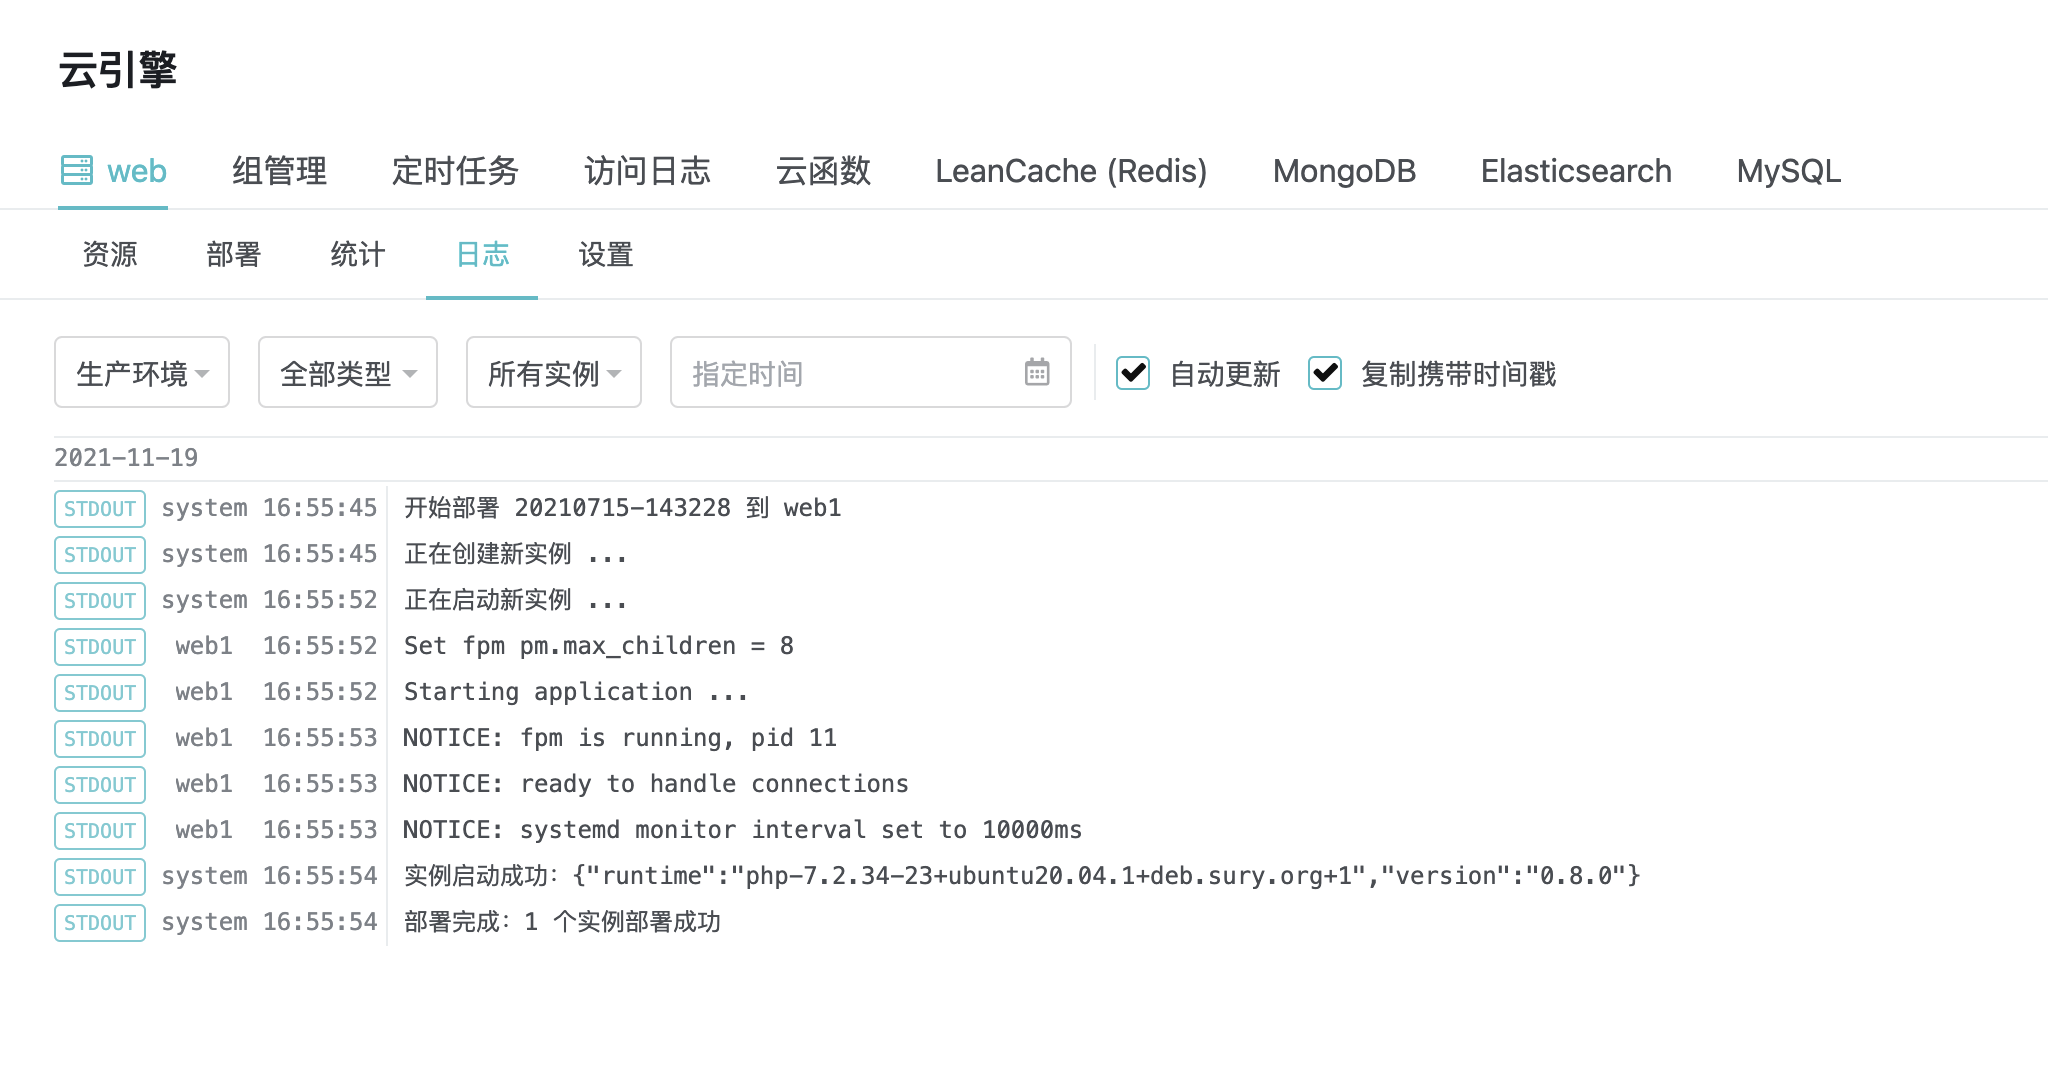 云引擎
web 组管理 定时任务 访问日志 云函数 LeanCache (Redis) MongoDB Elasticsearch MySQL
资源 部署 统计 日志 设置
生产环境 全部类型 所有实例 指定时间 自动更新 复制携带时间戳
2021-11-19
STDOUT system 16:55:45 开始部署 20210715-143228 到 web1
STDOUT system 16:55:45 正在创建新实例 ...
STDOUT system 16:55:52 正在启动新实例 ...
STDOUT web1 16:55:52 Set fpm pm.max_children = 8
STDOUT web1 16:55:52 Starting application ...
STDOUT web1 16:55:53 NOTICE: fpm is running, pid 11
STDOUT web1 16:55:53 NOTICE: ready to handle connections
STDOUT web1 16:55:53 NOTICE: systemd monitor interval set to 10000ms
STDOUT system 16:55:54 实例启动成功：{"runtime":"php-7.2.34-23+ubuntu20.04.1+deb.sury.org+1","version":"0.8.0"}
STDOUT system 16:55:54 部署完成：1 个实例部署成功